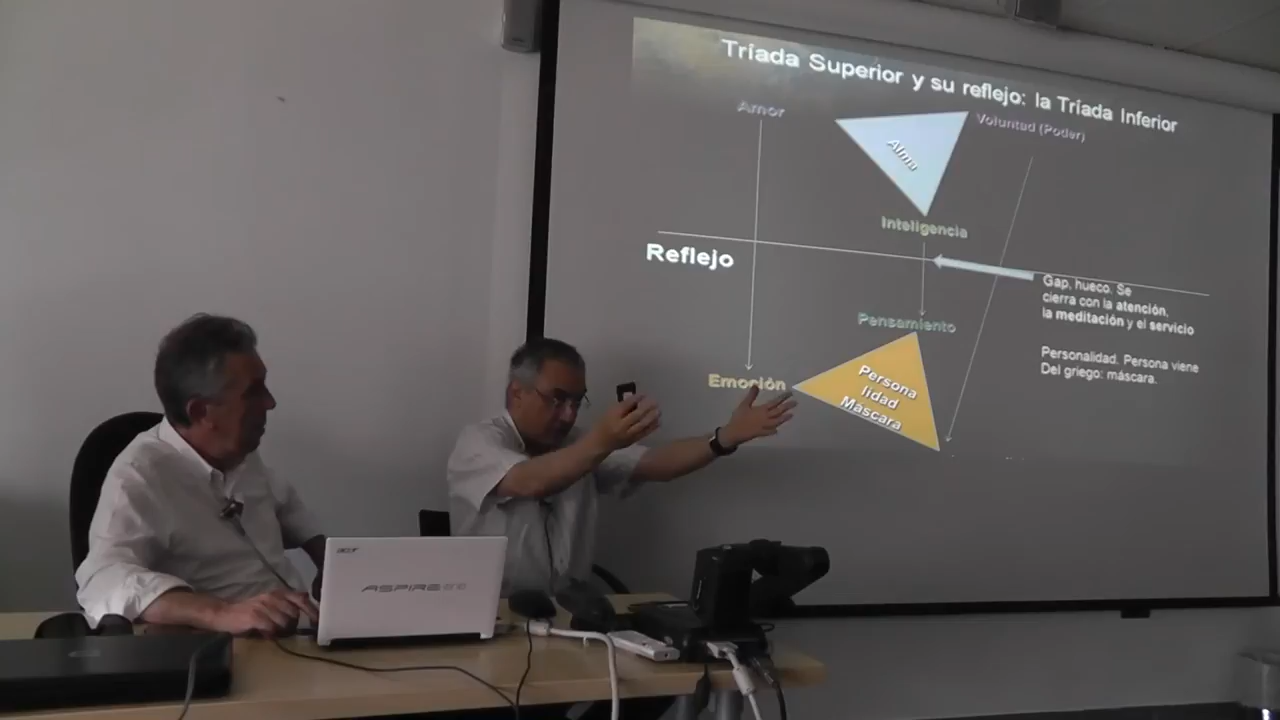 Tríada Superior y su reflejo: la Tríada Inferior
Amor
Voluntad (Poder)
Alma
Inteligencia
Reflejo
Gap, hueco. Se
cierra con la atención,
la meditación y el servicio
Pensamiento
Personalidad. Persona viene
Del griego: máscara.
Emoción
Persona
lidad
Máscara
acer
ASPIRE